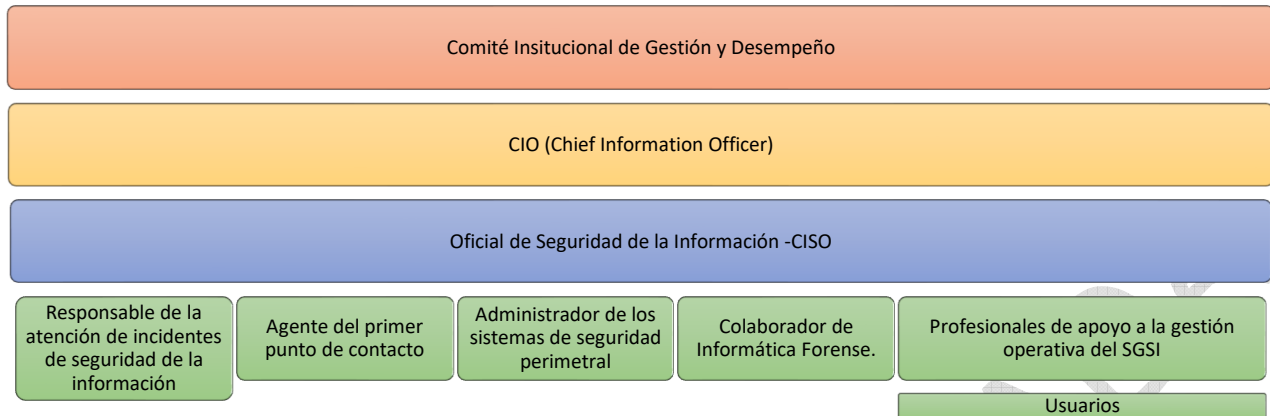 Comité Insitucional de Gestión y Desempeño
CIO (Chief Information Officer)
Oficial de Seguridad de la Información -CISO
Responsable de la
atención de incidentes
de seguridad de la
información
Agente del primer
punto de contacto
Administrador de los
sistemas de seguridad
perimetral
Colaborador de
Informática Forense.
Profesionales de apoyo a la gestión
operativa del SGSI
Usuarios